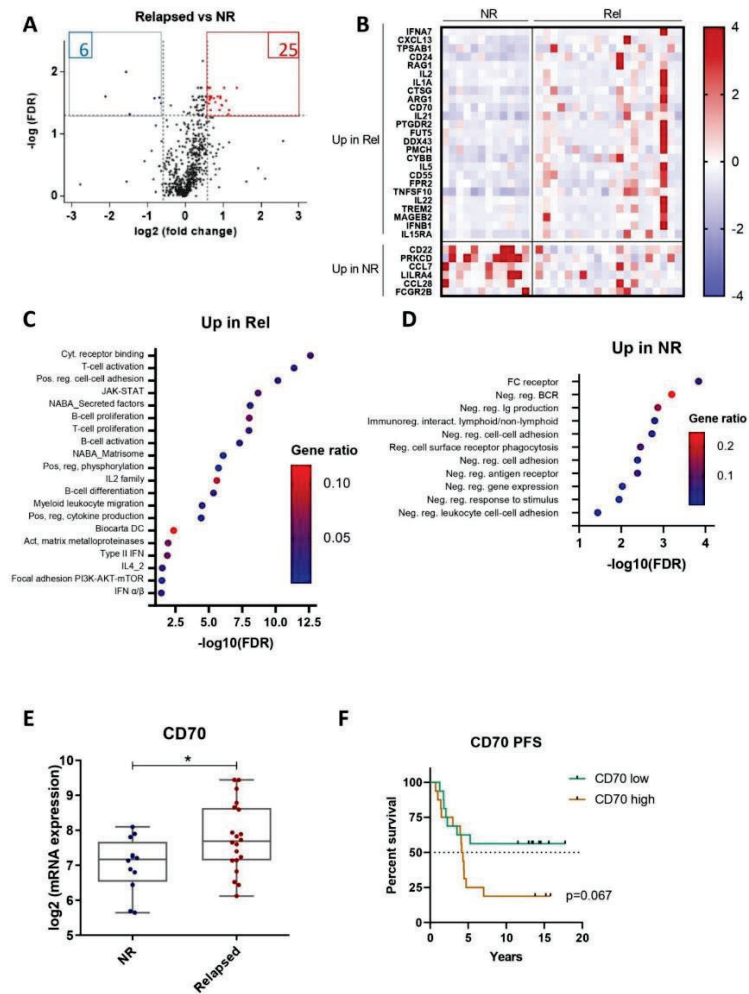 A
Relapsed vs NR
6
25
2
1
0
-log (FDR)
-3
-2
-1
0
1
2
3
log2 (fold change)
B
NR
Rel
Up in Rel
IFNA7
CXCL13
TPSAB1
CD24
RAG1
IL2
IL1A
CTSG
ARG1
CD70
IL21
PTGDR2
FUT5
DDX43
PMCH
CYBB
IL5
CD55
FPR2
TNFSF10
IL22
TREM2
MAGEB2
IFNB1
IL15RA
Up in NR
CD22
PRKCD
CCL7
LILRA4
CCL28
FCGR2B
4
2
0
-2
-4
C
Up in Rel
Cyt. receptor binding
T-cell activation
Pos. reg. cell-cell adhesion
JAK-STAT
NABA_Secreted factors
B-cell proliferation
T-cell proliferation
B-cell activation
NABA_Matrisome
Pos, reg, physphorylation
IL2 family
B-cell differentiation
Myeloid leukocyte migration
Pos, reg, cytokine production
Biocarta DC
Act, matrix metalloproteinases
Type II IFN
IL4_2
Focal adhesion PI3K-AKT-mTOR
IFN α/β
2.5
5.0
7.5
10.0
12.5
-log10(FDR)
Gene ratio
0.10
0.05
D
Up in NR
FC receptor
Neg. reg. BCR
Neg. reg. Ig production
Immunoreg. interact. lymphoid/non-lymphoid
Neg. reg. cell-cell adhesion
Reg. cell surface receptor phagocytosis
Neg. reg. cell adhesion
Neg. reg. antigen receptor
Neg. reg. gene expression
Neg. reg. response to stimulus
Neg. reg. leukocyte cell-cell adhesion
1
2
3
4
-log10(FDR)
Gene ratio
0.2
0.1
E
CD70
*
log2 (mRNA expression)
10
9
8
7
6
5
NR
Relapsed
F
CD70 PFS
Percent survival
100
75
50
25
0
0
5
10
15
20
Years
CD70 low
CD70 high
p=0.067